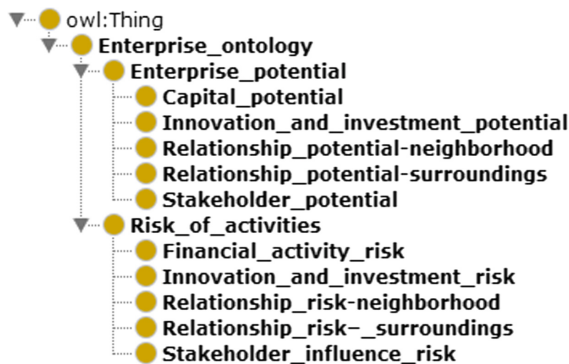 owl:Thing
Enterprise_ontology
Enterprise_potential
Capital_potential
Innovation_and_investment_potential
Relationship_potential-neighborhood
Relationship_potential-surroundings
Stakeholder_potential
Risk_of_activities
Financial_activity_risk
Innovation_and_investment_risk
Relationship_risk-neighborhood
Relationship_risk–_surroundings
Stakeholder_influence_risk